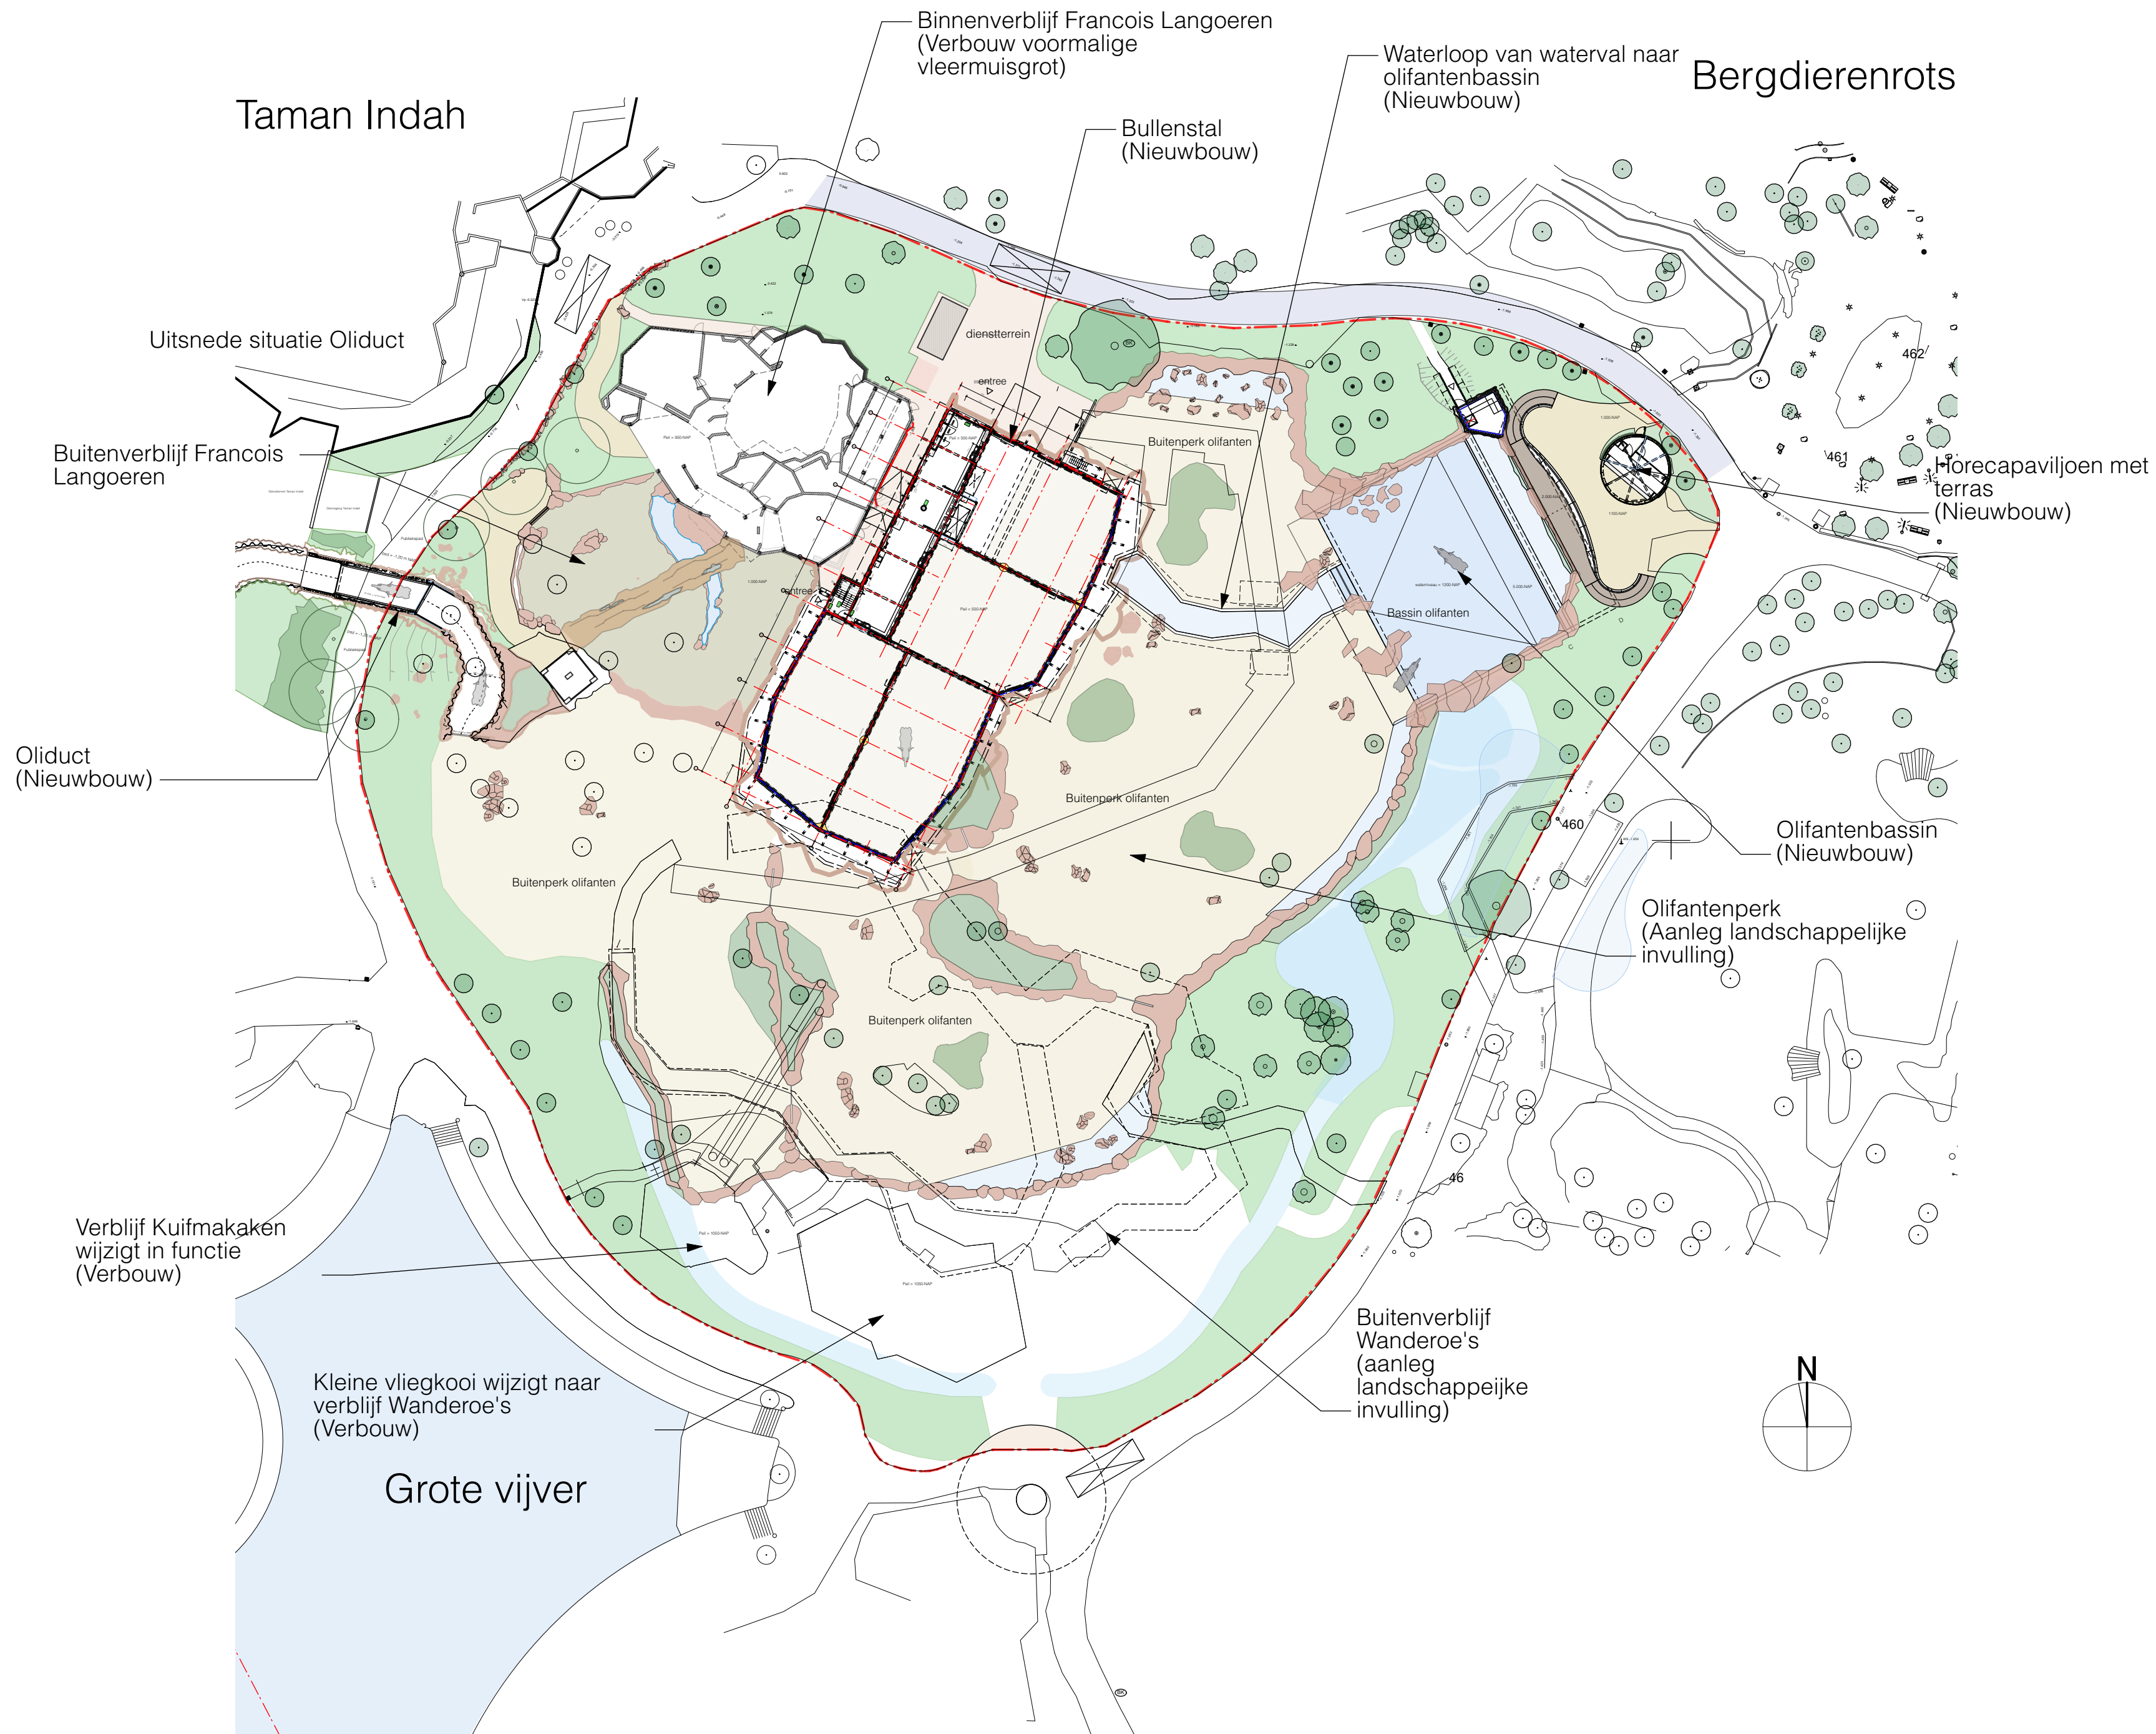 Binnenverblijf Francois Langoeren
(Verbouw voormalige
vleermuisgrot)
Waterloop van waterval naar
olifantenbassin
(Nieuwbouw)
Bergdierenrots
Taman Indah
Bullenstal
(Nieuwbouw)
Uitsnede situatie Oliduct
dienstterrein
entree
462
Buitenperk olifanten
461
Buitenverblijf Francois
Langoeren
Horecapaviljoen met
terras
(Nieuwbouw)
entree
Bassin olifanten
Oliduct
(Nieuwbouw)
Buitenperk olifanten
460
Olifantenbassin
(Nieuwbouw)
Buitenperk olifanten
Olifantenperk
(Aanleg landschappelijke
invulling)
Buitenperk olifanten
46
Verblijf Kuifmakaken
wijzigt in functie
(Verbouw)
Buitenverblijf
Wanderoe's
(aanleg
landschappeijke
invulling)
N
Kleine vliegkooi wijzigt naar
verblijf Wanderoe's
(Verbouw)
Grote vijver